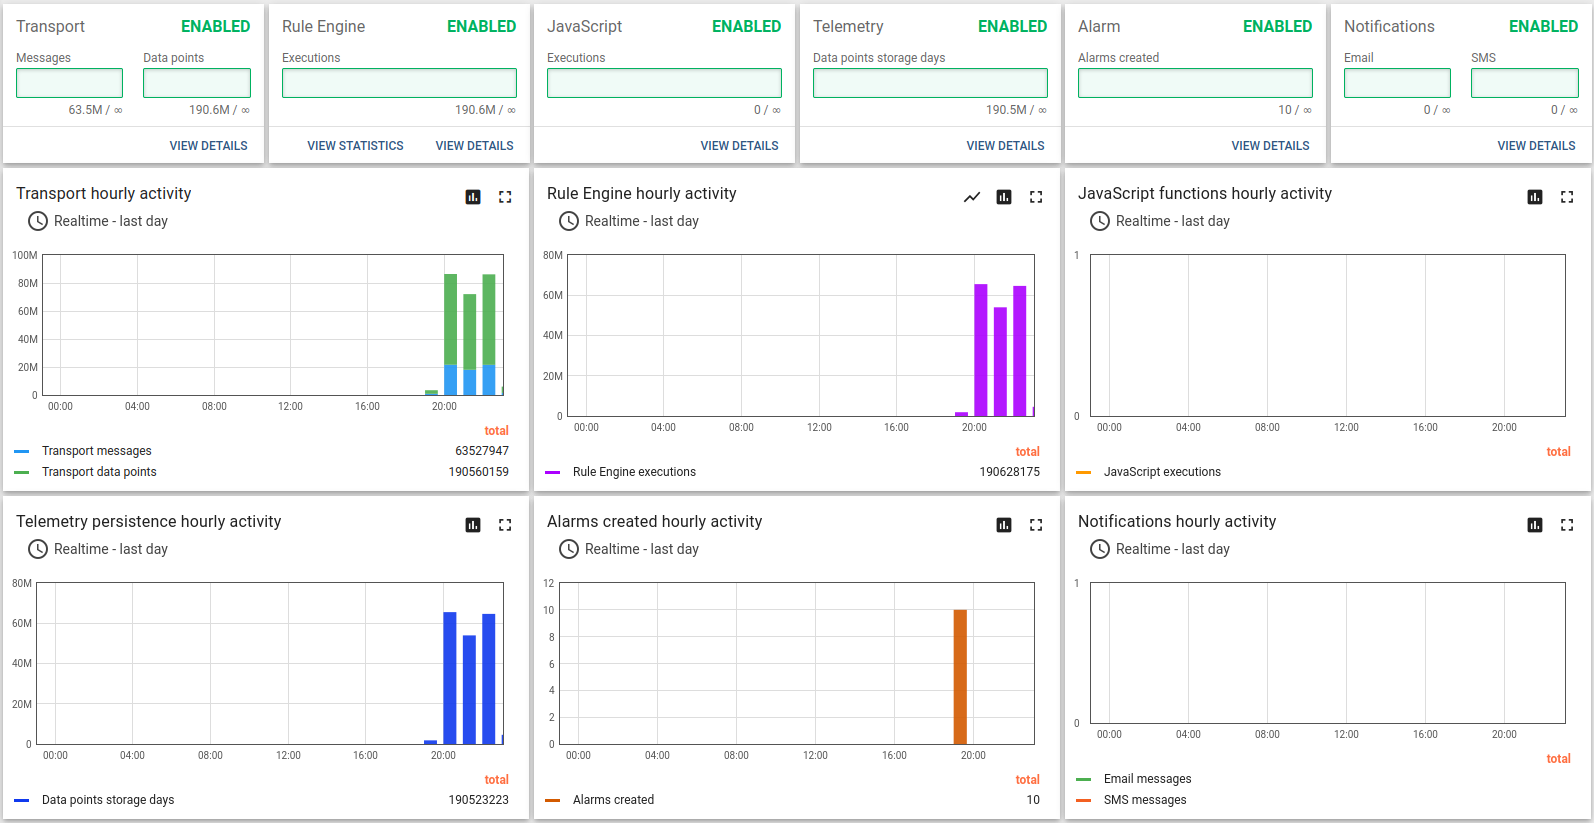 Transport ENABLED
Messages Data points
63.5M / ∞ 190.6M / ∞
VIEW DETAILS
Rule Engine ENABLED
Executions
190.6M / ∞
VIEW STATISTICS VIEW DETAILS
JavaScript ENABLED
Executions
0 / ∞
VIEW DETAILS
Telemetry ENABLED
Data points storage days
190.5M / ∞
VIEW DETAILS
Alarm ENABLED
Alarms created
10 / ∞
VIEW DETAILS
Notifications ENABLED
Email SMS
0 / ∞ 0 / ∞
VIEW DETAILS
Transport hourly activity
Realtime - last day
100M
80M
60M
40M
20M
0
00:00 04:00 08:00 12:00 16:00 20:00
total
Transport messages 63527947
Transport data points 190560159
Rule Engine hourly activity
Realtime - last day
80M
60M
40M
20M
0
00:00 04:00 08:00 12:00 16:00 20:00
total
Rule Engine executions 190628175
JavaScript functions hourly activity
Realtime - last day
1
0
00:00 04:00 08:00 12:00 16:00 20:00
total
JavaScript executions
Telemetry persistence hourly activity
Realtime - last day
80M
60M
40M
20M
0
00:00 04:00 08:00 12:00 16:00 20:00
total
Data points storage days 190523223
Alarms created hourly activity
Realtime - last day
12
10
8
6
4
2
0
00:00 04:00 08:00 12:00 16:00 20:00
total
Alarms created 10
Notifications hourly activity
Realtime - last day
1
0
00:00 04:00 08:00 12:00 16:00 20:00
total
Email messages
SMS messages